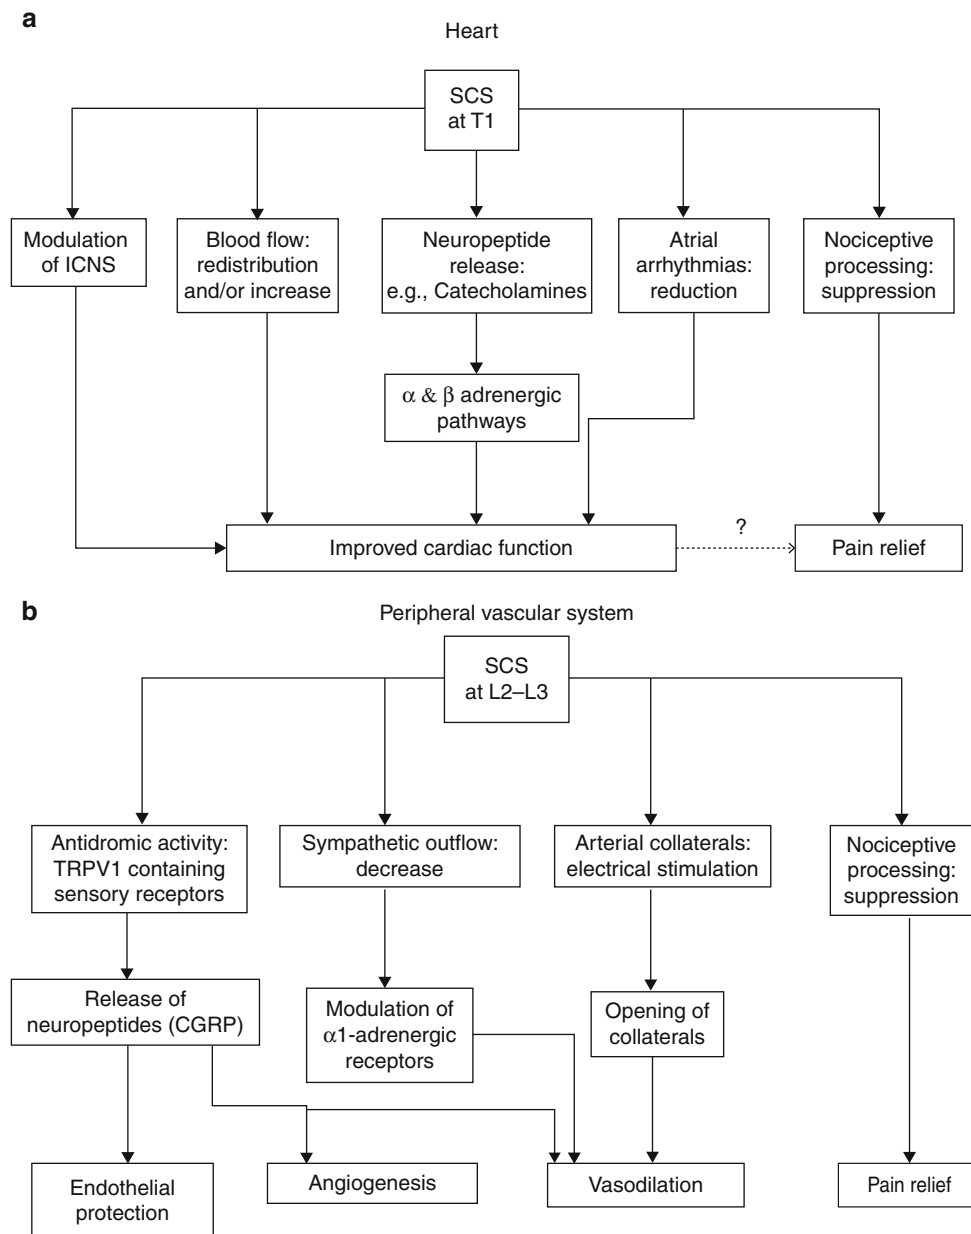 a
Heart
SCS
at T1
Modulation
of ICNS
Blood flow:
redistribution
and/or increase
Neuropeptide
release:
e.g., Catecholamines
Atrial
arrhythmias:
reduction
Nociceptive
processing:
suppression
α & β adrenergic
pathways
Improved cardiac function
?
Pain relief
b
Peripheral vascular system
SCS
at L2–L3
Antidromic activity:
TRPV1 containing
sensory receptors
Sympathetic outflow:
decrease
Arterial collaterals:
electrical stimulation
Nociceptive
processing:
suppression
Release of
neuropeptides (CGRP)
Modulation of
α1-adrenergic
receptors
Opening of
collaterals
Endothelial
protection
Angiogenesis
Vasodilation
Pain relief